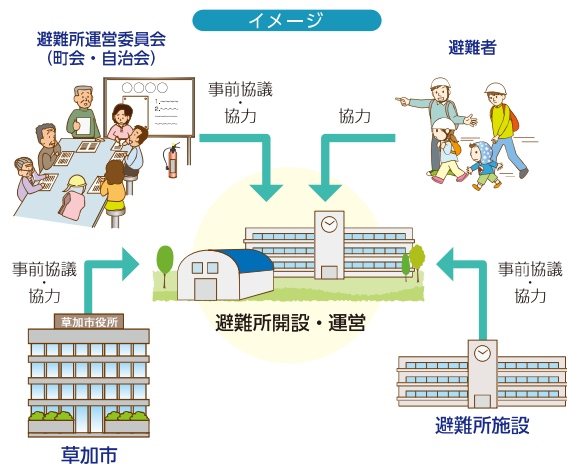 イメージ
避難所運営委員会
（町会・自治会）
避難者
事前協議
・
協力
協力
〇〇〇〇
1.
2.
事前協議
・
協力
事前協議
・
協力
避難所開設・運営
草加市役所
草加市
避難所施設